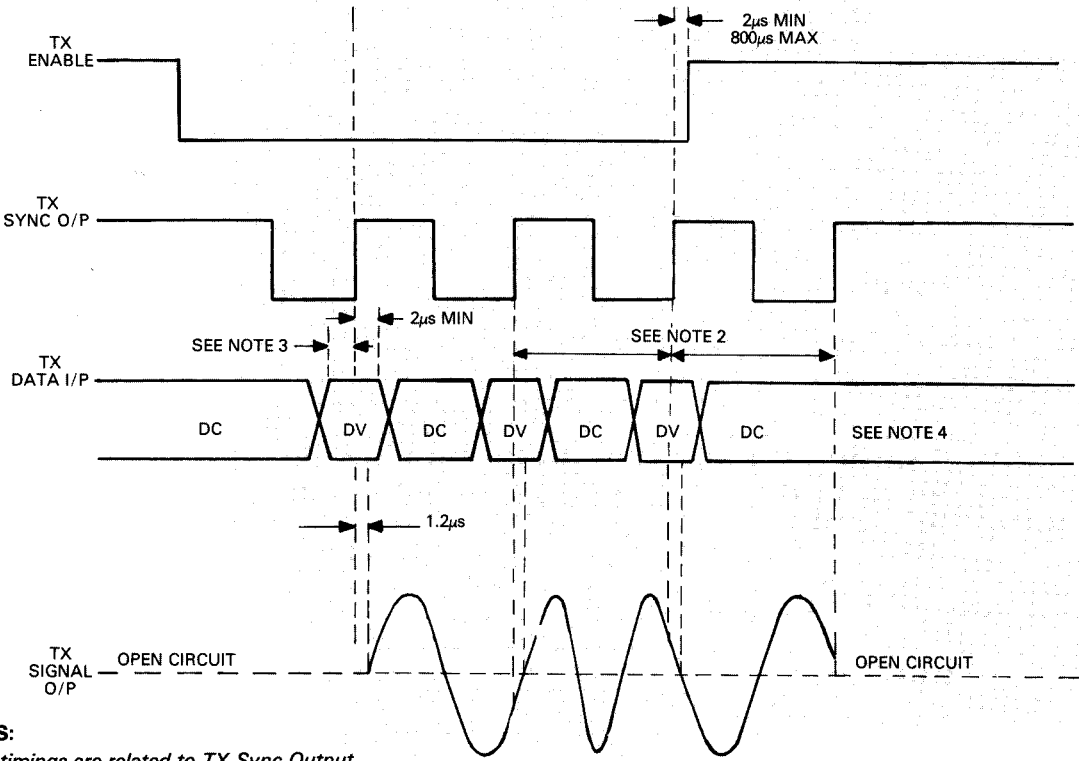 2µs MIN
800µs MAX
TX
ENABLE
TX
SYNC O/P
2µs MIN
SEE NOTE 3
SEE NOTE 2
TX
DATA I/P
DC
DV
DC
DV
DC
DV
DC
SEE NOTE 4
1.2µs
TX
SIGNAL
O/P
OPEN CIRCUIT
OPEN CIRCUIT
S:
timings are related to TX Sync Output